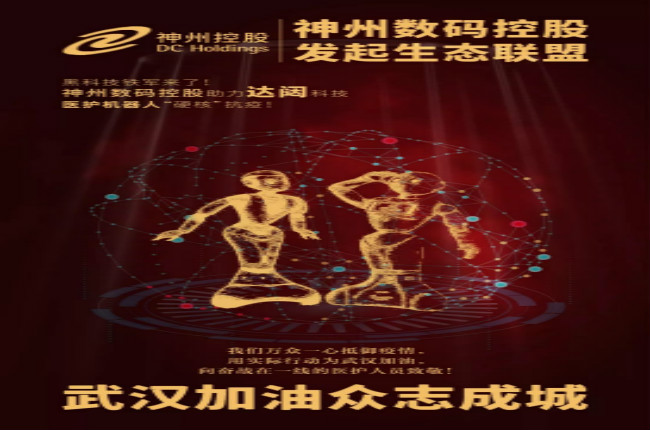 神州控股
DC Holdings
神州数码控股
发起生态联盟
黑科技铁军来了!
神州数码控股助力达闼科技
医护机器人“硬核”抗疫!
我们万众一心抵御疫情。
用实际行动为武汉加油。
向奋战在一线的医护人员致敬!
武汉加油众志成城